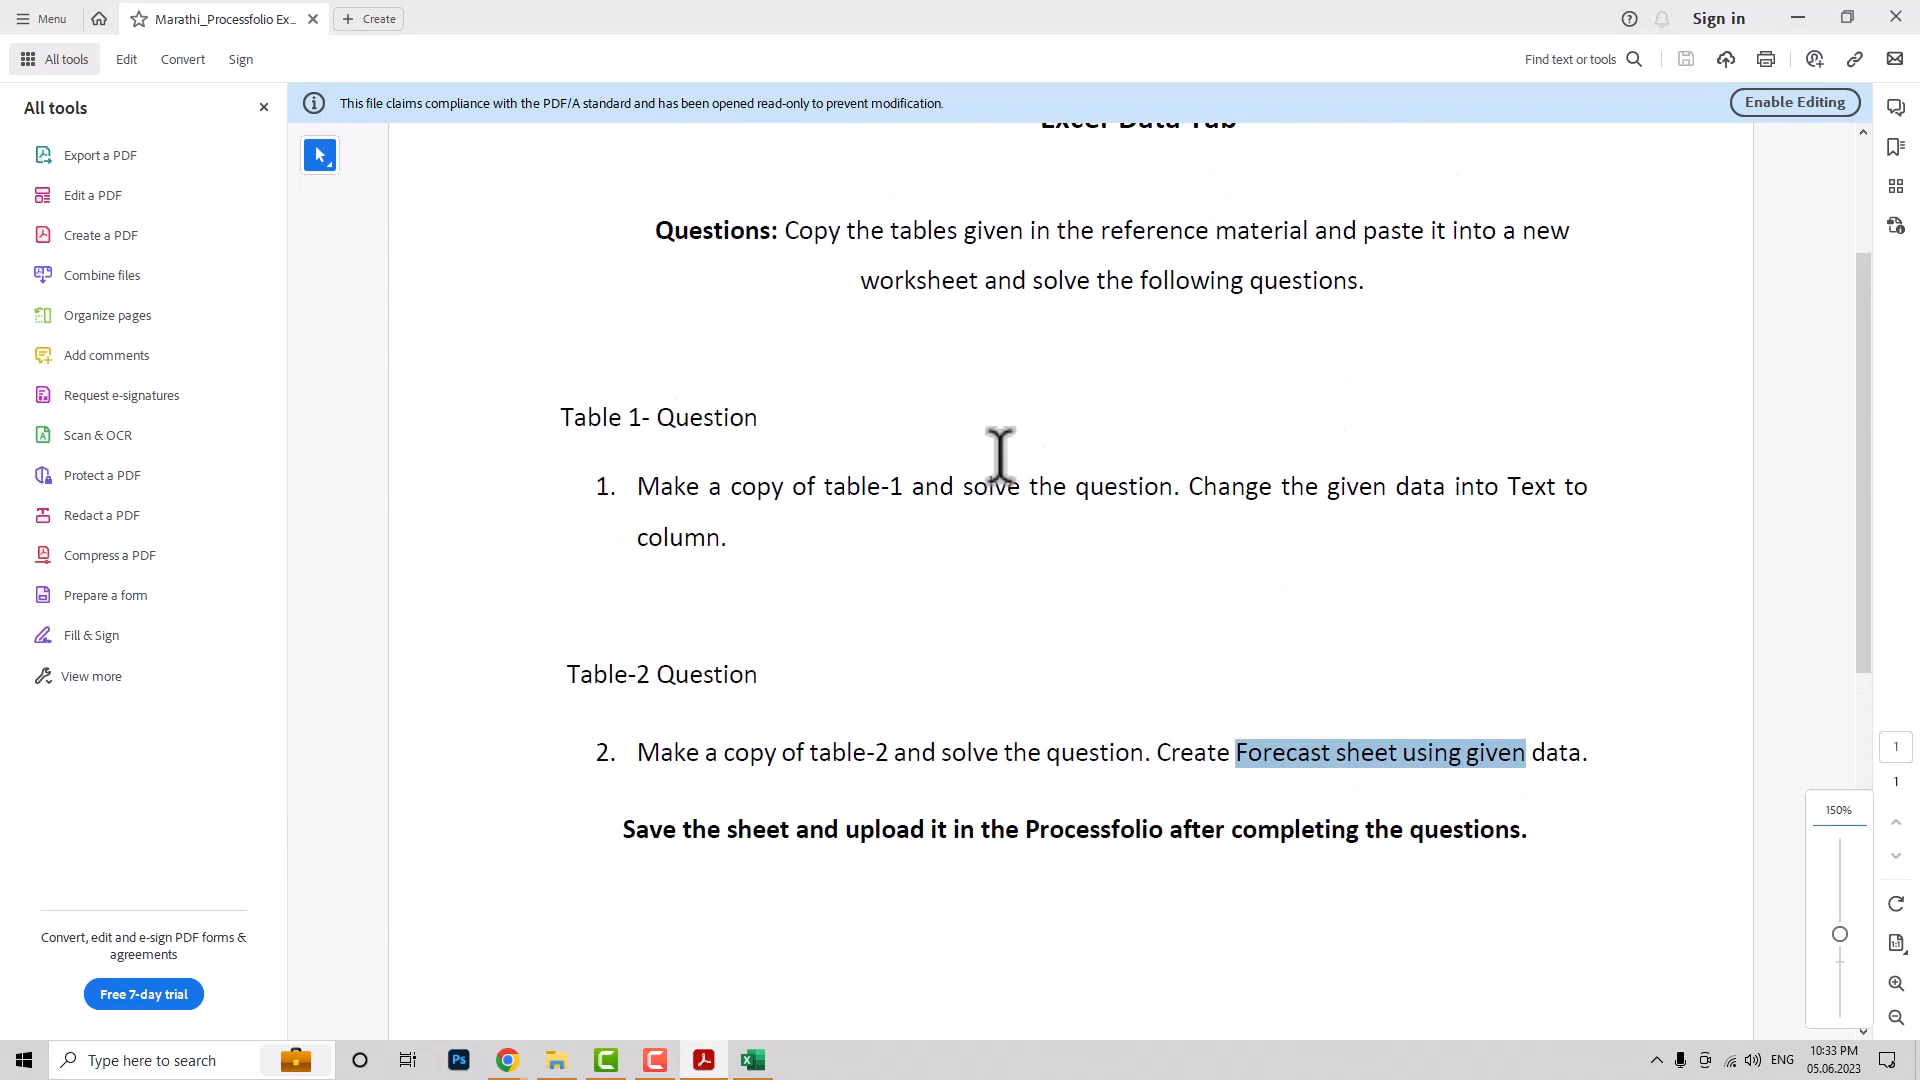 Menu
Marathi_Processfolio Ex...
Create
Sign in
All tools
Edit
Convert
Sign
Find text or tools
All tools
This file claims compliance with the PDF/A standard and has been opened read-only to prevent modification.
Enable Editing
Export a PDF
Edit a PDF
Create a PDF
Combine files
Organize pages
Add comments
Request e-signatures
Scan & OCR
Protect a PDF
Redact a PDF
Compress a PDF
Prepare a form
Fill & Sign
View more
Convert, edit and e-sign PDF forms &
agreements
Free 7-day trial
Excel Data Tab
Questions: Copy the tables given in the reference material and paste it into a new
worksheet and solve the following questions.
Table 1- Question
1. Make a copy of table-1 and solve the question. Change the given data into Text to
column.
Table-2 Question
2. Make a copy of table-2 and solve the question. Create Forecast sheet using given data.
Save the sheet and upload it in the Processfolio after completing the questions.
1
1
150%
Type here to search
Ps
ENG
10:33 PM
05.06.2023